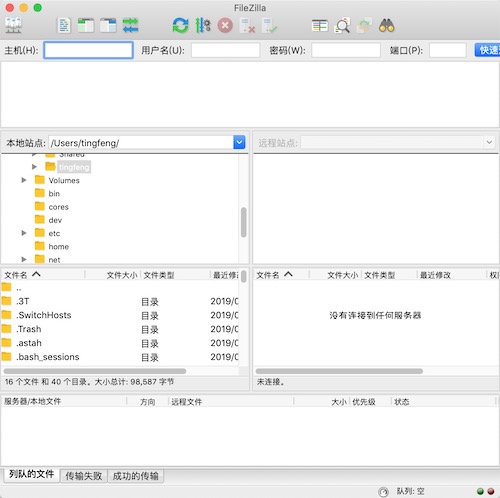 FileZilla
主机(H): 用户名(U): 密码(W): 端口(P): 快速
本地站点: /Users/tingfeng/ 远程站点:
Shared
tingfeng
Volumes
bin
cores
dev
etc
home
net
文件名 文件大小 文件类型 最近修改 文件名 文件大小 文件类型 最近修改 权
..
.3T 目录 2019/0
.SwitchHosts 目录 2019/0
没有连接到任何服务器
.Trash 目录 2019/0
.astah 目录 2019/0
.bash_sessions 目录 2019/0
16 个文件 和 40 个目录。大小总计: 98,587 字节 未连接。
服务器/本地文件 方向 远程文件 大小 优先级 状态
列队的文件 传输失败 成功的传输
队列: 空